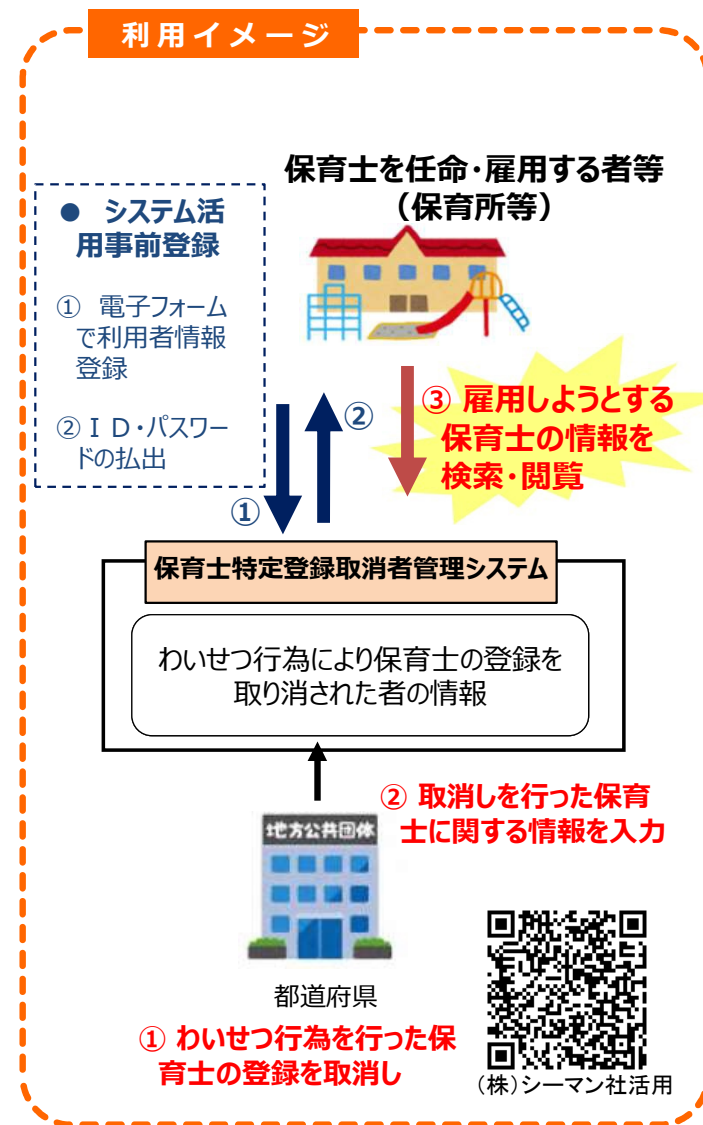 利用イメージ
保育士を任命・雇用する者等
（保育所等）
● システム活
用事前登録
① 電子フォーム
で利用者情報
登録
② ＩＤ・パスワー
ドの払出
②
①
③ 雇用しようとする
保育士の情報を
検索・閲覧
保育士特定登録取消者管理システム
わいせつ行為により保育士の登録を
取り消された者の情報
② 取消しを行った保育
士に関する情報を入力
地方公共団体
都道府県
① わいせつ行為を行った保
育士の登録を取消し
（株）シーマン社活用